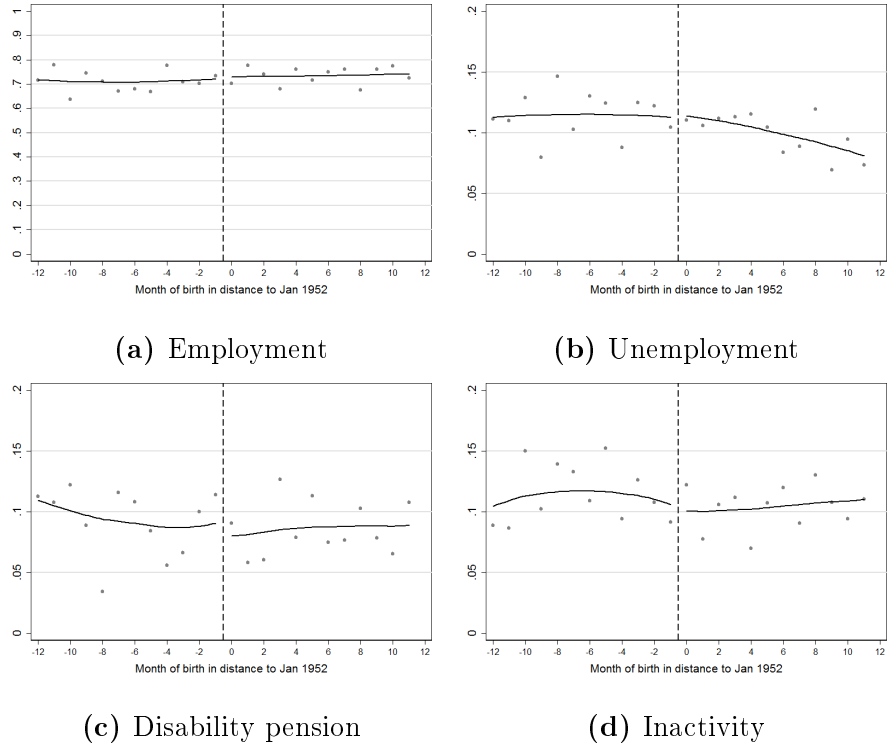 1 .2
.9
.8 .15
.7
.6
.5 .1
.4
.3 .05
.2
.1
0 0
-12 -10 -8 -6 -4 -2 0 2 4 6 8 10 12 -12 -10 -8 -6 -4 -2 0 2 4 6 8 10 12
Month of birth in distance to Jan 1952 Month of birth in distance to Jan 1952
(a) Employment (b) Unemployment
.2 .2
.15 .15
.1 .1
.05 .05
0 0
-12 -10 -8 -6 -4 -2 0 2 4 6 8 10 12 -12 -10 -8 -6 -4 -2 0 2 4 6 8 10 12
Month of birth in distance to Jan 1952 Month of birth in distance to Jan 1952
(c) Disability pension (d) Inactivity